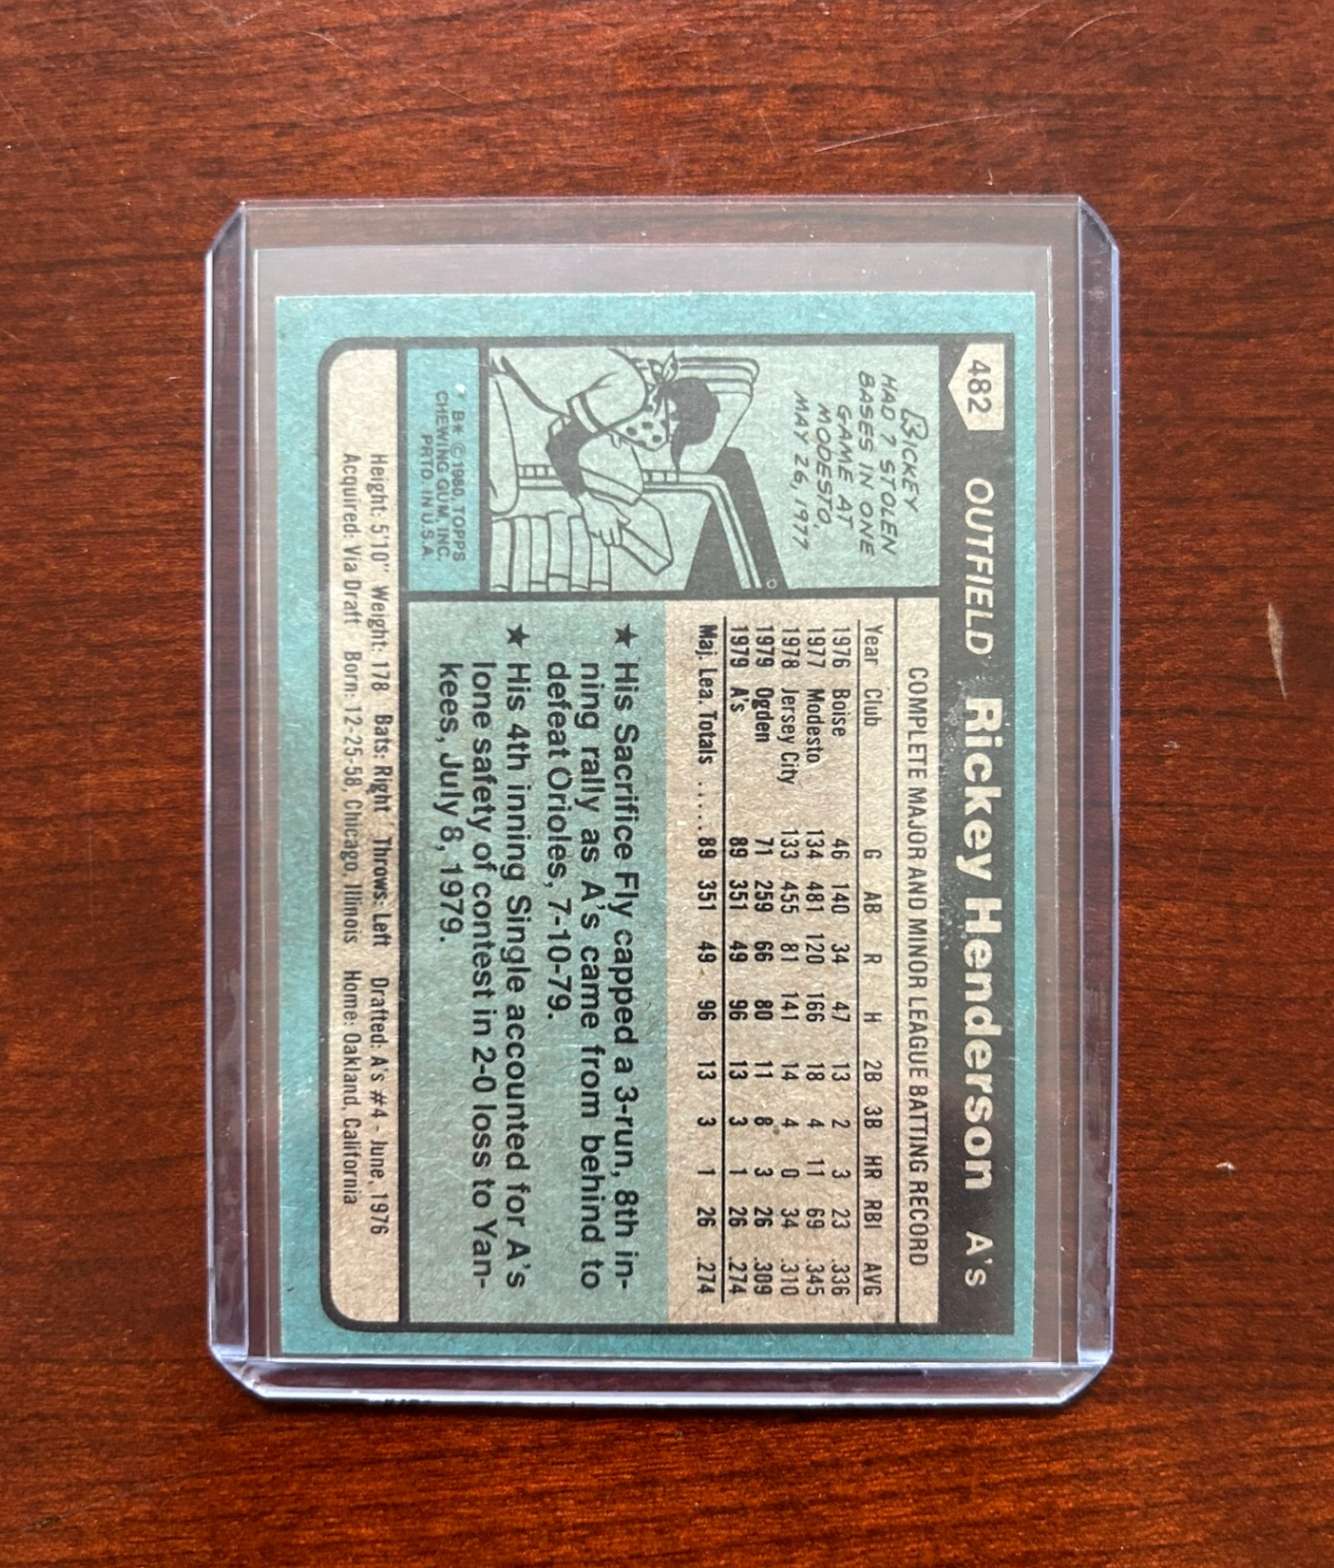 482 OUTFIELD Rickey Henderson A's
Rickey
HAD 7 STOLEN
BASES IN ONE
GAME AT
MODESTO,
MAY 26, 1977
* B* © 1980, TOPPS
CHEWING GUM, INC.
PRTD. IN U.S.A.
COMPLETE MAJOR AND MINOR LEAGUE BATTING RECORD
Year Club G AB R H 2B 3B HR RBI AVG
1976 Boise 46 140 34 47 13 2 3 23 .336
1977 Modesto 134 481 120 166 18 4 11 69 .345
1978 Jersey City 133 455 81 141 14 4 0 34 .310
1979 Ogden 71 259 66 80 11 8 3 26 .309
1979 A's 89 351 49 96 13 3 1 26 .274
Maj. Lea. Totals ...... 89 351 49 96 13 3 1 26 .274
★ His Sacrifice Fly capped a 3-run, 8th in-
ning rally as A's came from behind to
defeat Orioles, 7-10-79.
★ His 4th inning Single accounted for A's
lone safety of contest in 2-0 loss to Yan-
kees, July 8, 1979.
Height: 5'10" Weight: 178 Bats: Right Throws: Left Drafted: A's #4-June, 1976
Acquired: Via Draft Born: 12-25-58, Chicago, Illinois Home: Oakland, California